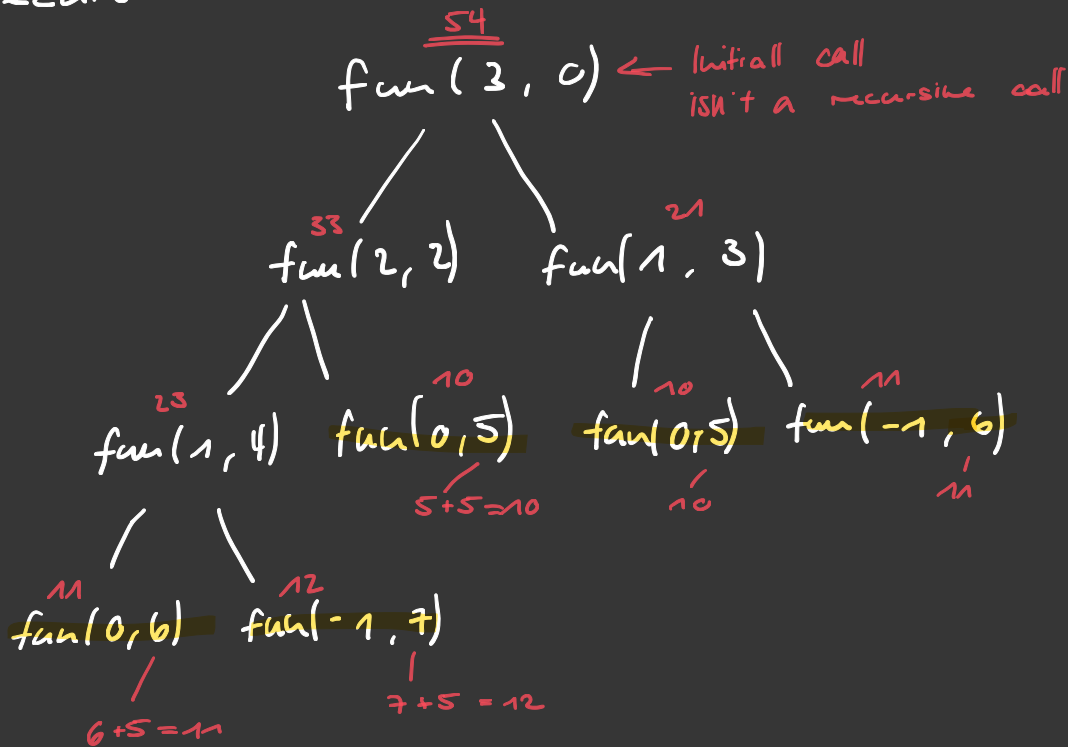 54
fun(3, 0) ← Initiall call
isn't a recursive call
33
21
fun(2, 2)
fun(1, 3)
23
10
10
11
fun(1, 4)
fun(0, 5)
fun(0, 5)
fun(-1, 6)
5+5=10
10
11
11
12
fun(0, 6)
fun(-1, 7)
6+5=11
7+5=12